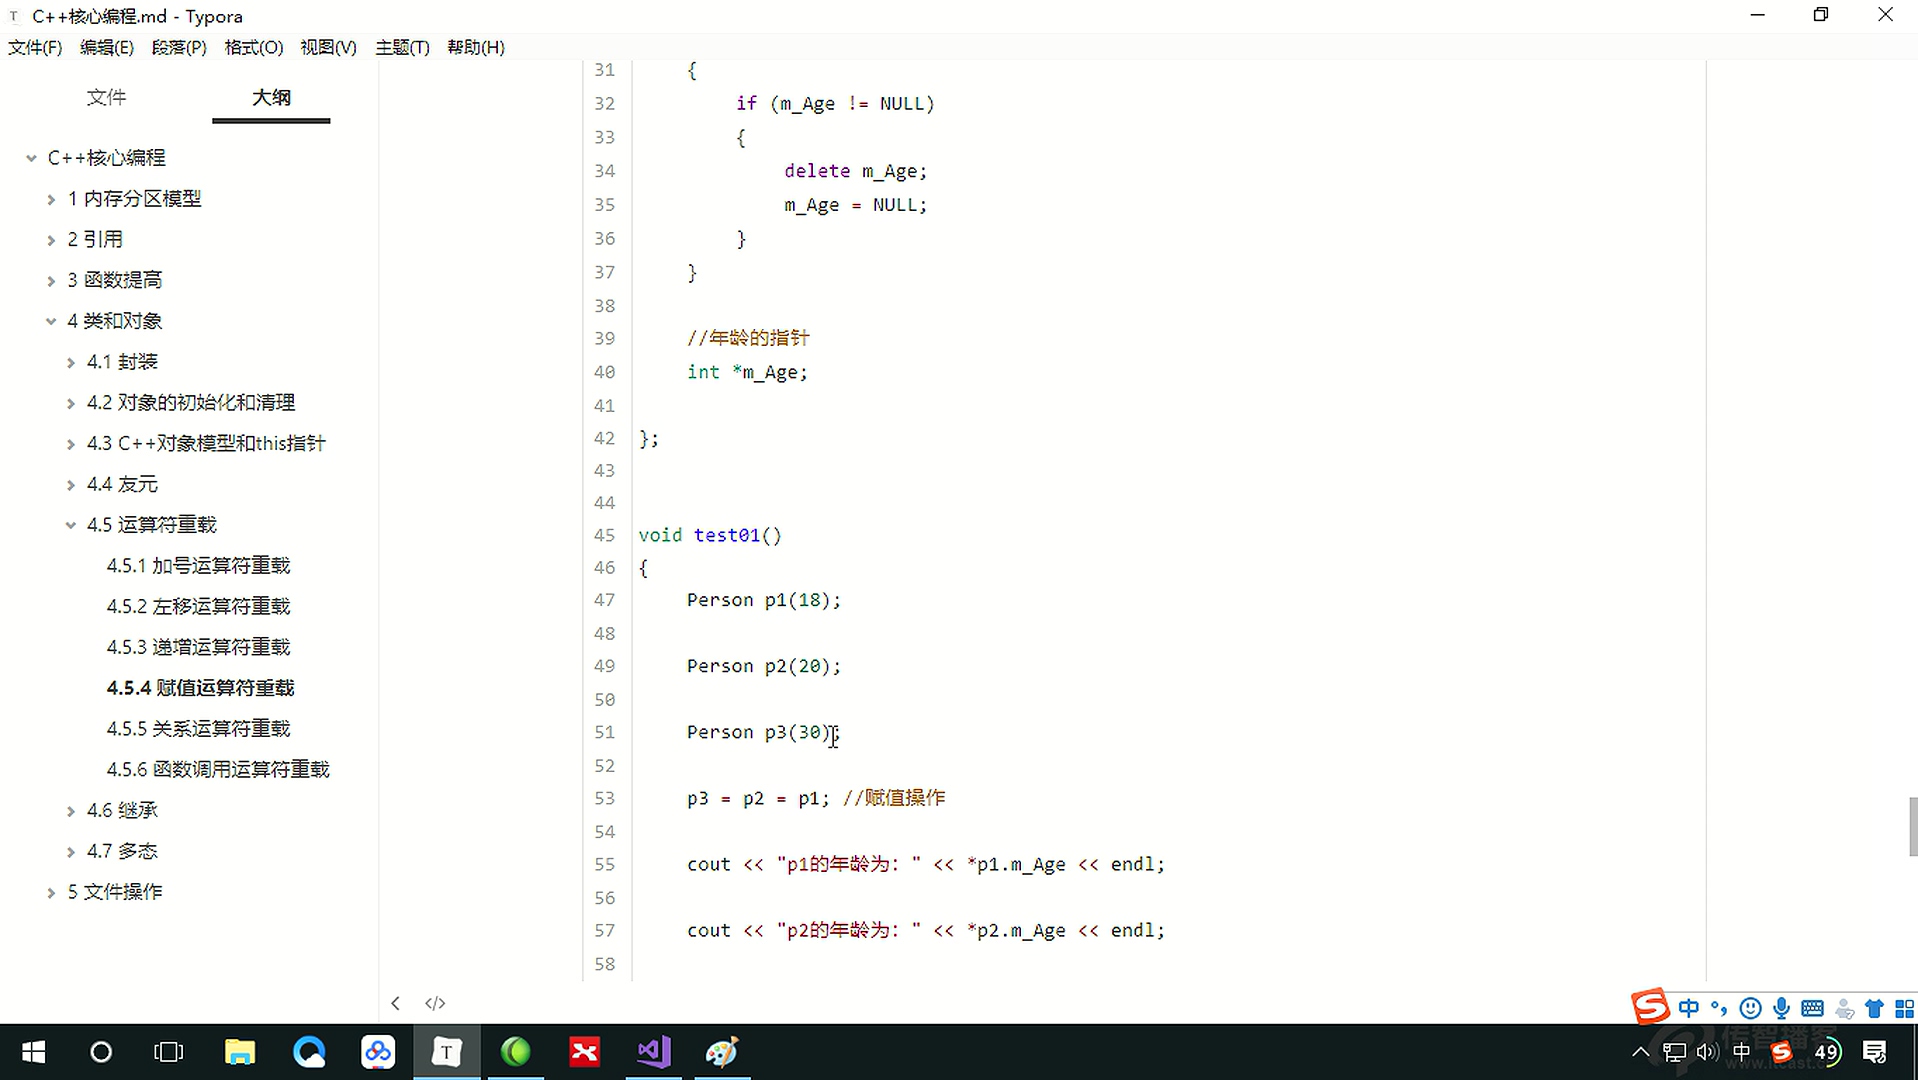 C++核心编程.md - Typora
文件(F) 编辑(E) 段落(P) 格式(O) 视图(V) 主题(T) 帮助(H)
文件 大纲
C++核心编程
1 内存分区模型
2 引用
3 函数提高
4 类和对象
4.1 封装
4.2 对象的初始化和清理
4.3 C++对象模型和this指针
4.4 友元
4.5 运算符重载
4.5.1 加号运算符重载
4.5.2 左移运算符重载
4.5.3 递增运算符重载
4.5.4 赋值运算符重载
4.5.5 关系运算符重载
4.5.6 函数调用运算符重载
4.6 继承
4.7 多态
5 文件操作
31 {
32 if (m_Age != NULL)
33 {
34 delete m_Age;
35 m_Age = NULL;
36 }
37 }
38
39 //年龄的指针
40 int *m_Age;
41
42 };
43
44
45 void test01()
46 {
47 Person p1(18);
48
49 Person p2(20);
50
51 Person p3(30);
52
53 p3 = p2 = p1; //赋值操作
54
55 cout << "p1的年龄为：" << *p1.m_Age << endl;
56
57 cout << "p2的年龄为：" << *p2.m_Age << endl;
58
</>
中
中 49
传智播客